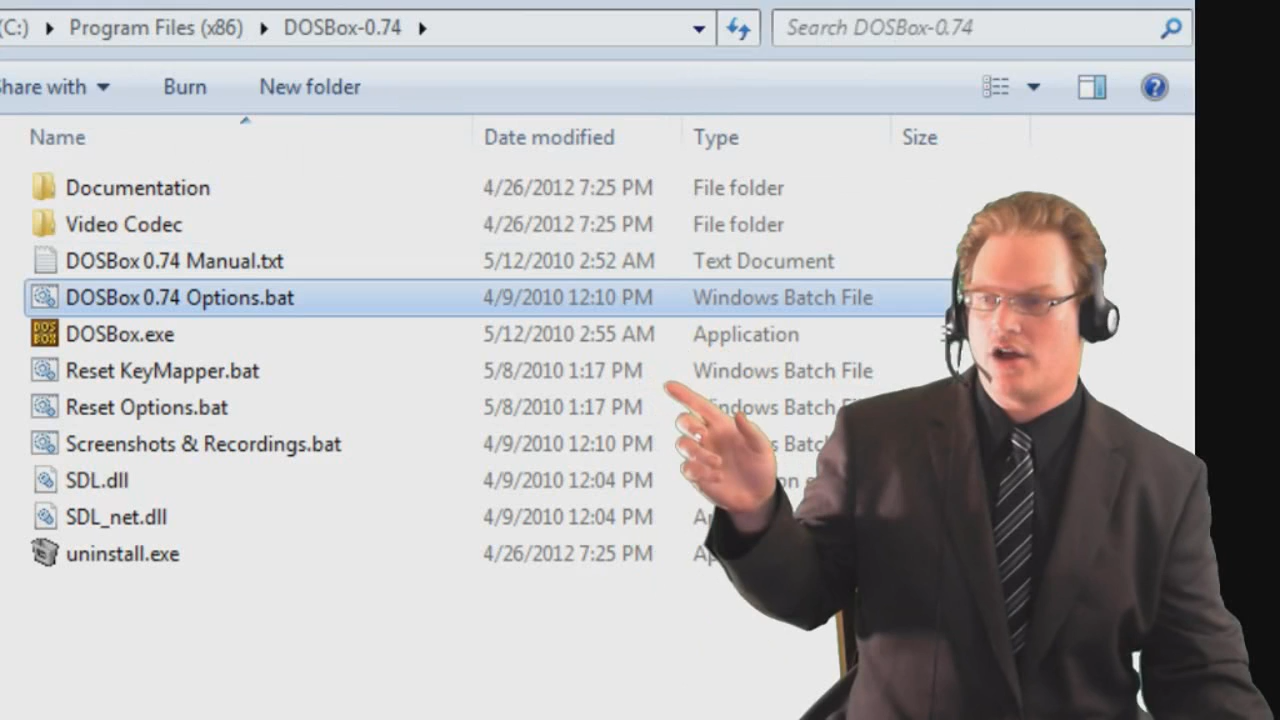 (C:) Program Files (x86) DOSBox-0.74 Search DOSBox-0.74
Share with Burn New folder
Name Date modified Type Size
Documentation 4/26/2012 7:25 PM File folder
Video Codec 4/26/2012 7:25 PM File folder
DOSBox 0.74 Manual.txt 5/12/2010 2:52 AM Text Document
DOSBox 0.74 Options.bat 4/9/2010 12:10 PM Windows Batch File
DOS BOX DOSBox.exe 5/12/2010 2:55 AM Application
Reset KeyMapper.bat 5/8/2010 1:17 PM Windows Batch File
Reset Options.bat 5/8/2010 1:17 PM Windows Batch
Screenshots & Recordings.bat 4/9/2010 12:10 PM Batch
SDL.dll 4/9/2010 12:04 PM
SDL_net.dll 4/9/2010 12:04 PM
uninstall.exe 4/26/2012 7:25 PM